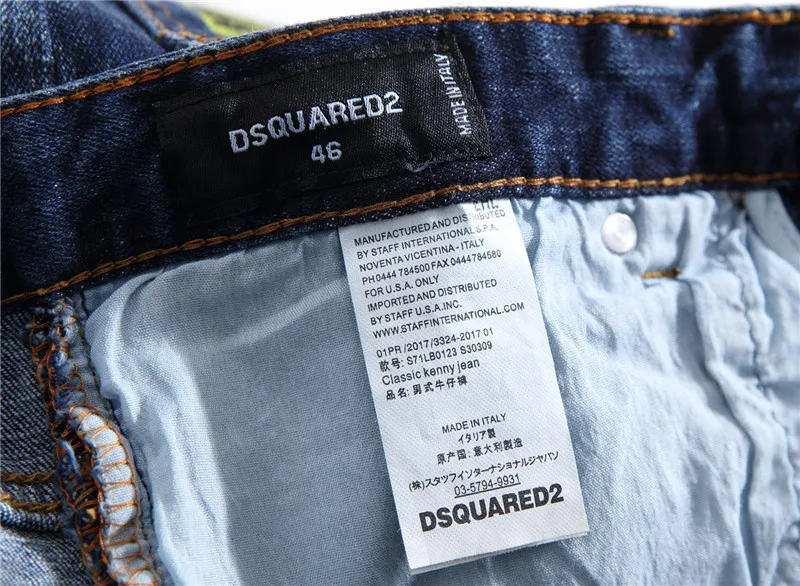 DSQUARED2
46
MADE IN ITALY
MANUFACTURED AND DISTRIBUTED
BY STAFF INTERNATIONAL S.P.A.
NOVENTA VICENTINA - ITALY
PH0444 784500 FAX 0444784580
FOR U.S.A. ONLY
IMPORTED AND DISTRIBUTED
BY STAFF U.S.A.INC.
WWW.STAFFINTERNATIONAL.COM
01PR /2017/3324-2017 01
款号: S71LB0123 S30309
Classic kenny jean
品名: 男式牛仔裤
MADE IN ITALY
イタリア製
原产国: 意大利製造
(株)スタッフインターナショナルジャパン
03-5794-9931
DSQUARED2